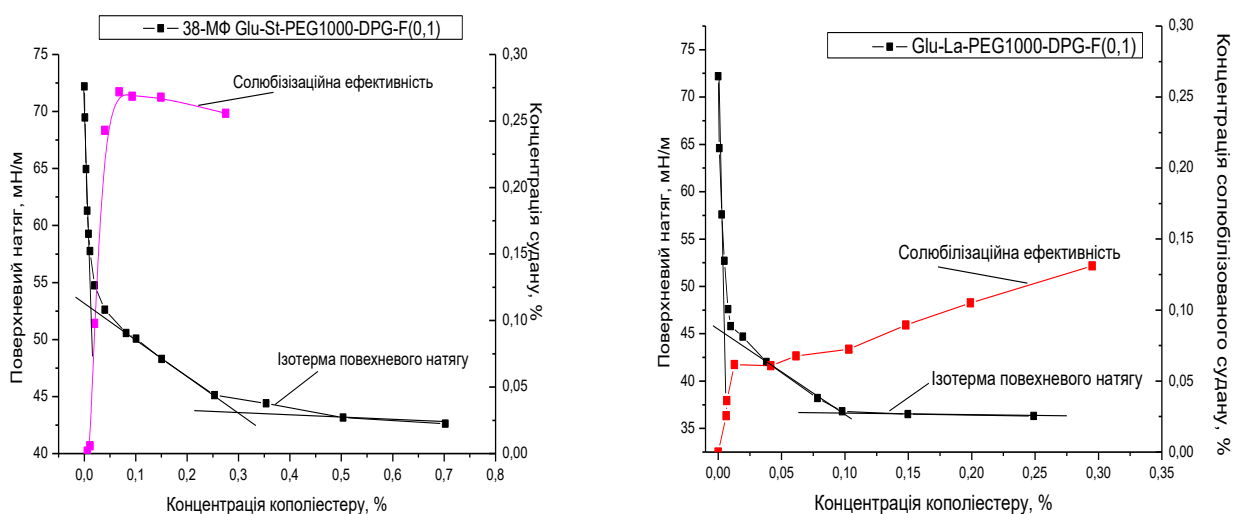 38-МФ Glu-St-PEG1000-DPG-F(0,1)
75
70
65
60
55
50
45
40
Поверхневий натяг, мН/м
0,30
0,25
0,20
0,15
0,10
0,05
0,00
Концентрація судану, %
Солюбізізаційна ефективність
Ізотерма повехневого натягу
0,0 0,1 0,2 0,3 0,4 0,5 0,6 0,7 0,8
Концентрація кополіестеру, %
Glu-La-PEG1000-DPG-F(0,1)
75
70
65
60
55
50
45
40
35
Поверхневий натяг, мН/м
0,30
0,25
0,20
0,15
0,10
0,05
0,00
Концентрація солюбілізованого судану, %
Солюбілізаційна ефективність
Ізотерма повехневого натягу
0,00 0,05 0,10 0,15 0,20 0,25 0,30 0,35
Концентрація кополіестеру, %